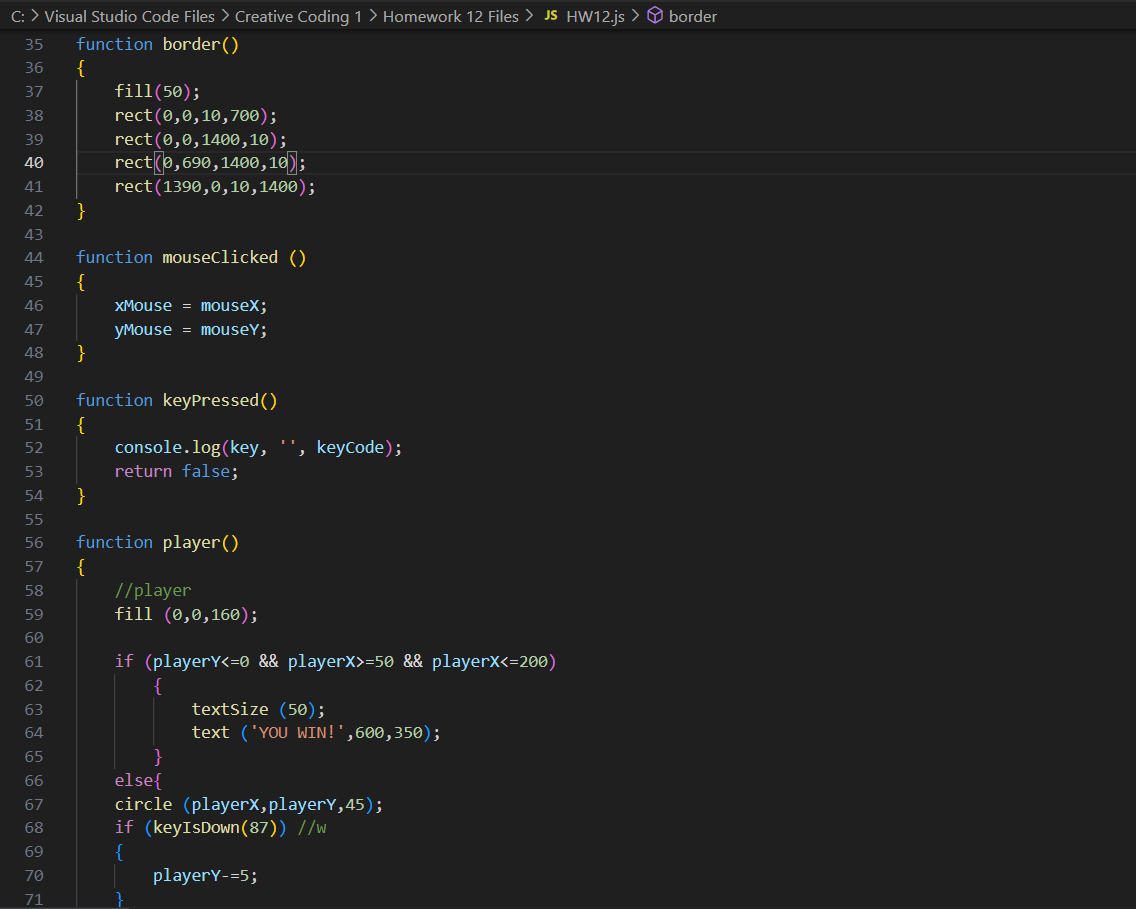 C: > Visual Studio Code Files > Creative Coding 1 > Homework 12 Files > JS HW12.js > border
35 function border()
36 {
37 fill(50);
38 rect(0,0,10,700);
39 rect(0,0,1400,10);
40 rect(0,690,1400,10);
41 rect(1390,0,10,1400);
42 }
43
44 function mouseClicked ()
45 {
46 xMouse = mouseX;
47 yMouse = mouseY;
48 }
49
50 function keyPressed()
51 {
52 console.log(key, '', keyCode);
53 return false;
54 }
55
56 function player()
57 {
58 //player
59 fill (0,0,160);
60
61 if (playerY<=0 && playerX>=50 && playerX<=200)
62 {
63 textSize (50);
64 text ('YOU WIN!',600,350);
65 }
66 else{
67 circle (playerX,playerY,45);
68 if (keyIsDown(87)) //w
69 {
70 playerY-=5;
71 }